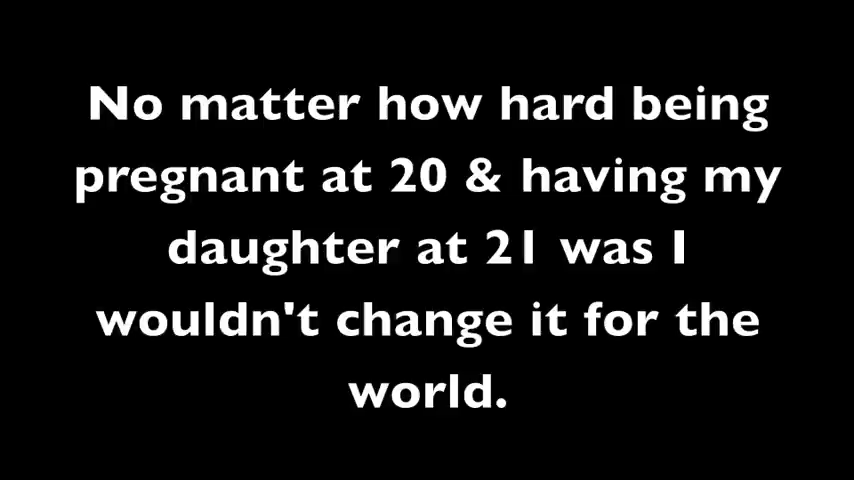 No matter how hard being
pregnant at 20 & having my
daughter at 21 was I
wouldn't change it for the
world.